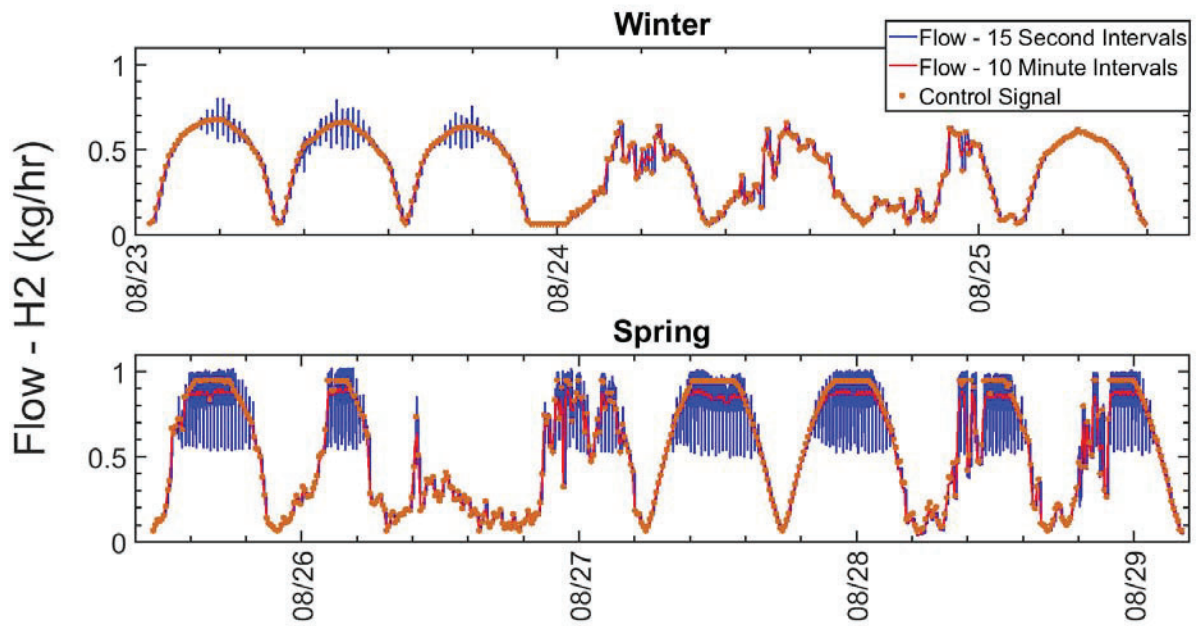 Winter
Flow - 15 Second Intervals
Flow - 10 Minute Intervals
Control Signal
1
0.5
0
08/23
08/24
08/25
Flow - H2 (kg/hr)
Spring
1
0.5
0
08/26
08/27
08/28
08/29